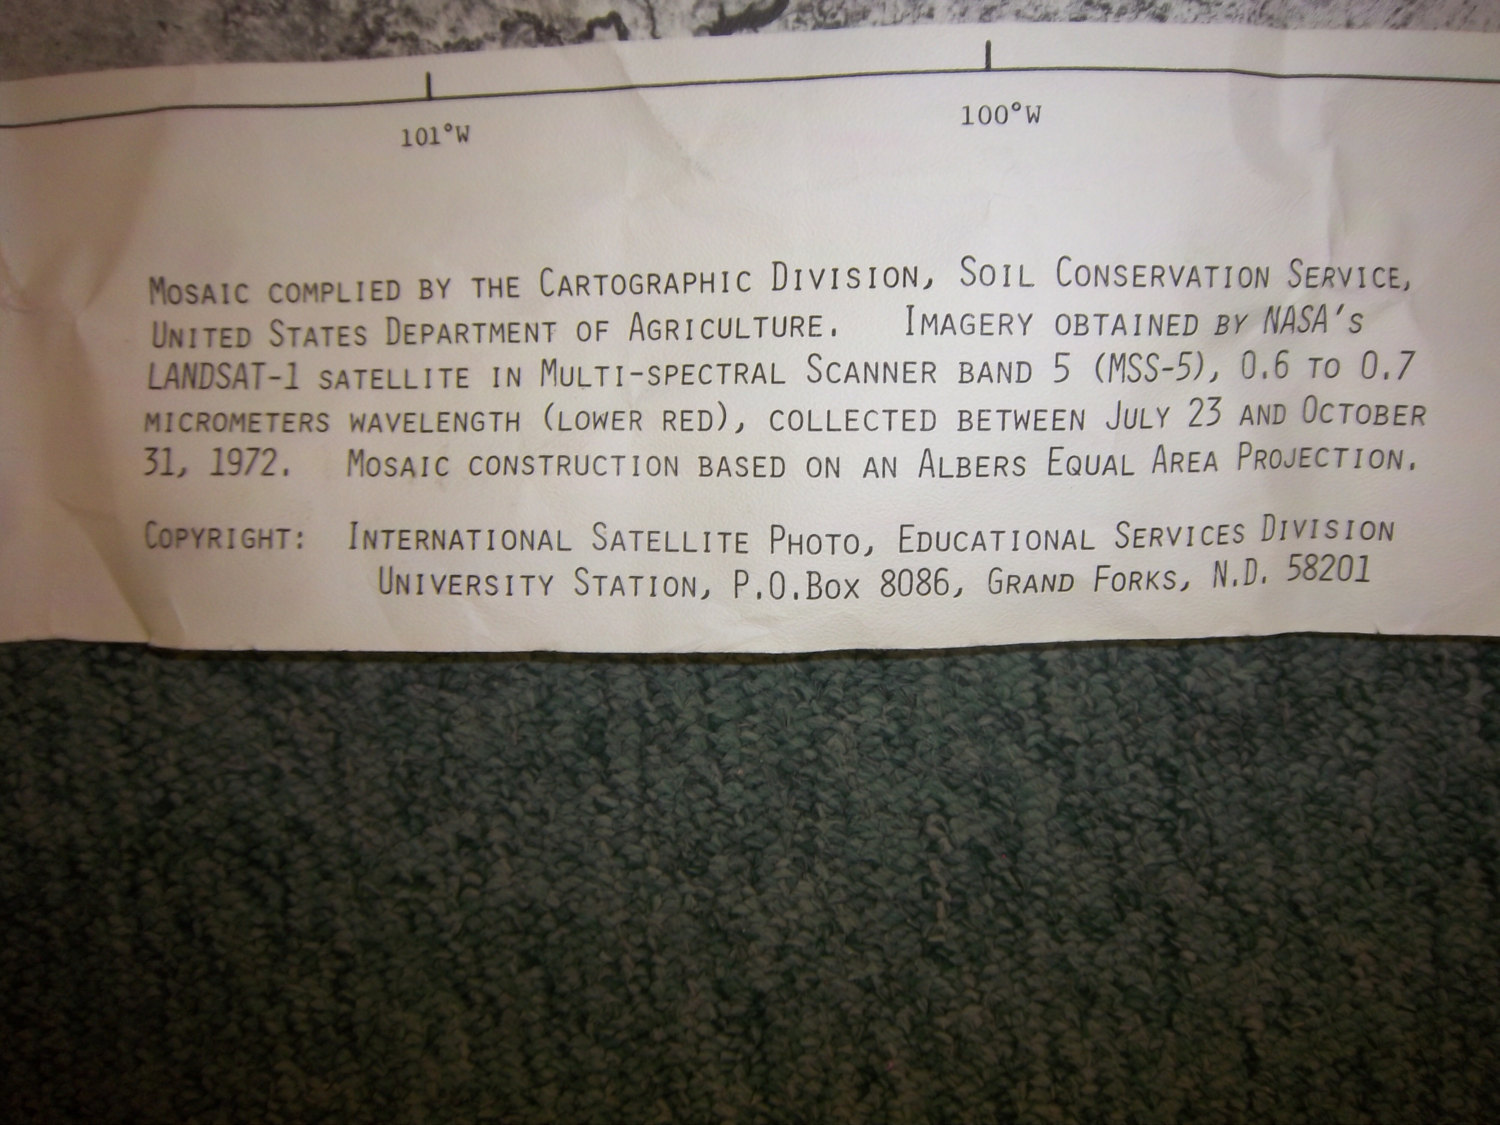 101°W 100°W
Mosaic complied by the Cartographic Division, Soil Conservation Service,
United States Department of Agriculture. Imagery obtained by NASA's
LANDSAT-1 satellite in Multi-spectral Scanner band 5 (MSS-5), 0.6 to 0.7
micrometers wavelength (lower red), collected between July 23 and October
31, 1972. Mosaic construction based on an Albers Equal Area Projection.
Copyright: International Satellite Photo, Educational Services Division
University Station, P.O.Box 8086, Grand Forks, N.D. 58201